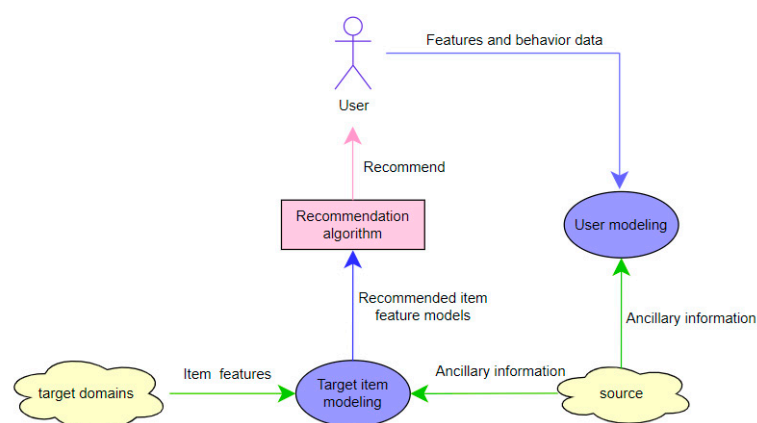 Features and behavior data
User
Recommend
Recommendation
algorithm
User modeling
Recommended item
feature models
Ancillary information
Item features
Ancillary information
target domains
Target item
modeling
source